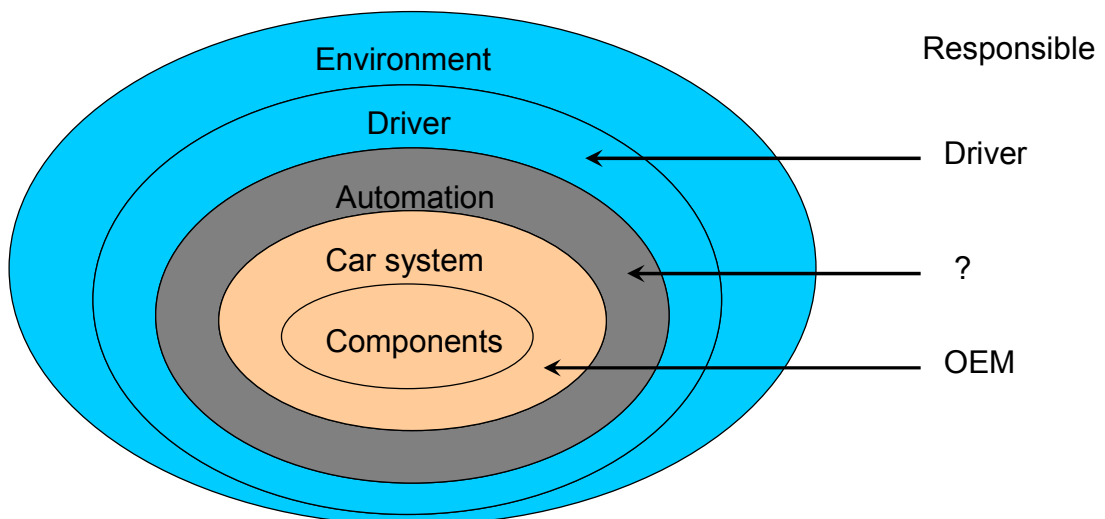 Environment
Responsible
Driver
Driver
Automation
?
Car system
Components
OEM